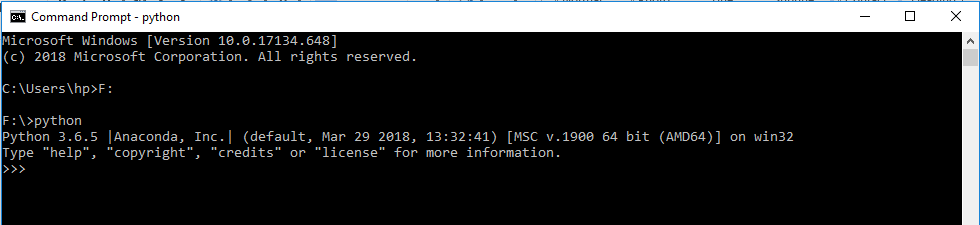 Command Prompt - python
Microsoft Windows [Version 10.0.17134.648]
(c) 2018 Microsoft Corporation. All rights reserved.
C:\Users\hp>F:
F:\>python
Python 3.6.5 |Anaconda, Inc.| (default, Mar 29 2018, 13:32:41) [MSC v.1900 64 bit (AMD64)] on win32
Type "help", "copyright", "credits" or "license" for more information.
>>>